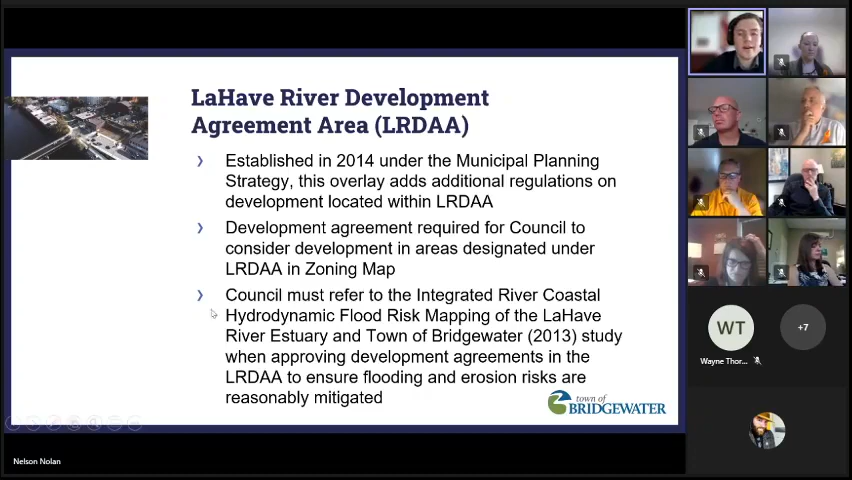 LaHave River Development
Agreement Area (LRDAA)
Established in 2014 under the Municipal Planning
Strategy, this overlay adds additional regulations on
development located within LRDAA
Development agreement required for Council to
consider development in areas designated under
LRDAA in Zoning Map
Council must refer to the Integrated River Coastal
Hydrodynamic Flood Risk Mapping of the LaHave
River Estuary and Town of Bridgewater (2013) study
when approving development agreements in the
LRDAA to ensure flooding and erosion risks are
reasonably mitigated
town of
BRIDGEWATER
Nelson Nolan
WT
+7
Wayne Thor...